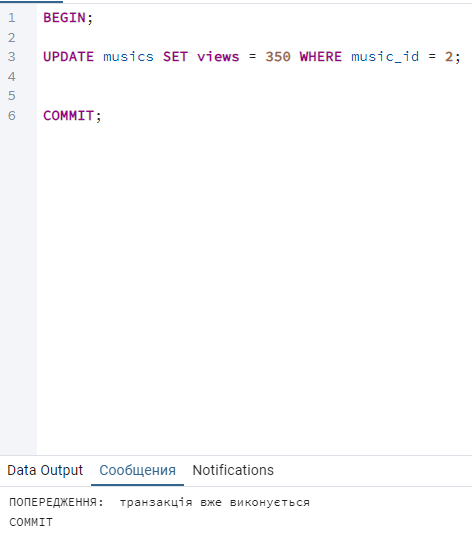 1 BEGIN;
2
3 UPDATE musics SET views = 350 WHERE music_id = 2;
4
5
6 COMMIT;
Data Output Сообщения Notifications
ПОПЕРЕДЖЕННЯ: транзакція вже виконується
COMMIT